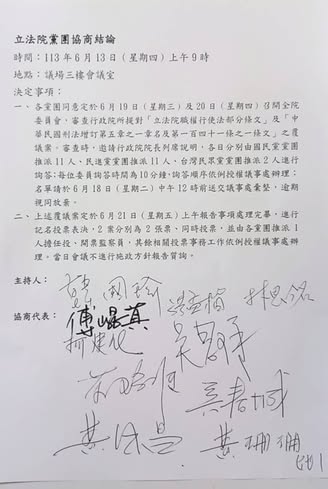 立法院黨團協商結論
時間：113 年 6 月 13 日（星期四）上午 9 時
地點：議場三樓會議室
決定事項：
一、各黨團同意定於 6 月 19 日（星期三）及 20 日（星期四）召開全院
委員會，審查行政院所提對「立法院職權行使法部分條文」及「中
華民國刑法增訂第五章之一章名及第一百四十一條之一條文」之覆
議案。審查時，邀請行政院院長列席說明，各日分別由國民黨黨團
推派 11 人、民進黨黨團推派 11 人、台灣民眾黨黨團推派 2 人進行
詢答；每位委員詢答時間為 10 分鐘，詢答順序依例授權議事處辦理；
名單請於 6 月 18 日（星期二）中午 12 時前送交議事處彙整，逾期
視同放棄。
二、上述覆議案定於 6 月 21 日（星期五）上午報告事項處理完畢，進行
記名投票表決，2 案分別為 2 張票，同時投票，並由各黨團推派 1
人擔任投、開票監察員，其餘相關投票事務工作依例授權議事處辦
理。當日會議不進行施政方針報告質詢。
主持人：
韓國瑜
林思銘
協商代表：
傅崐萁
柯建銘
吳春城
黃國昌
黃珊珊